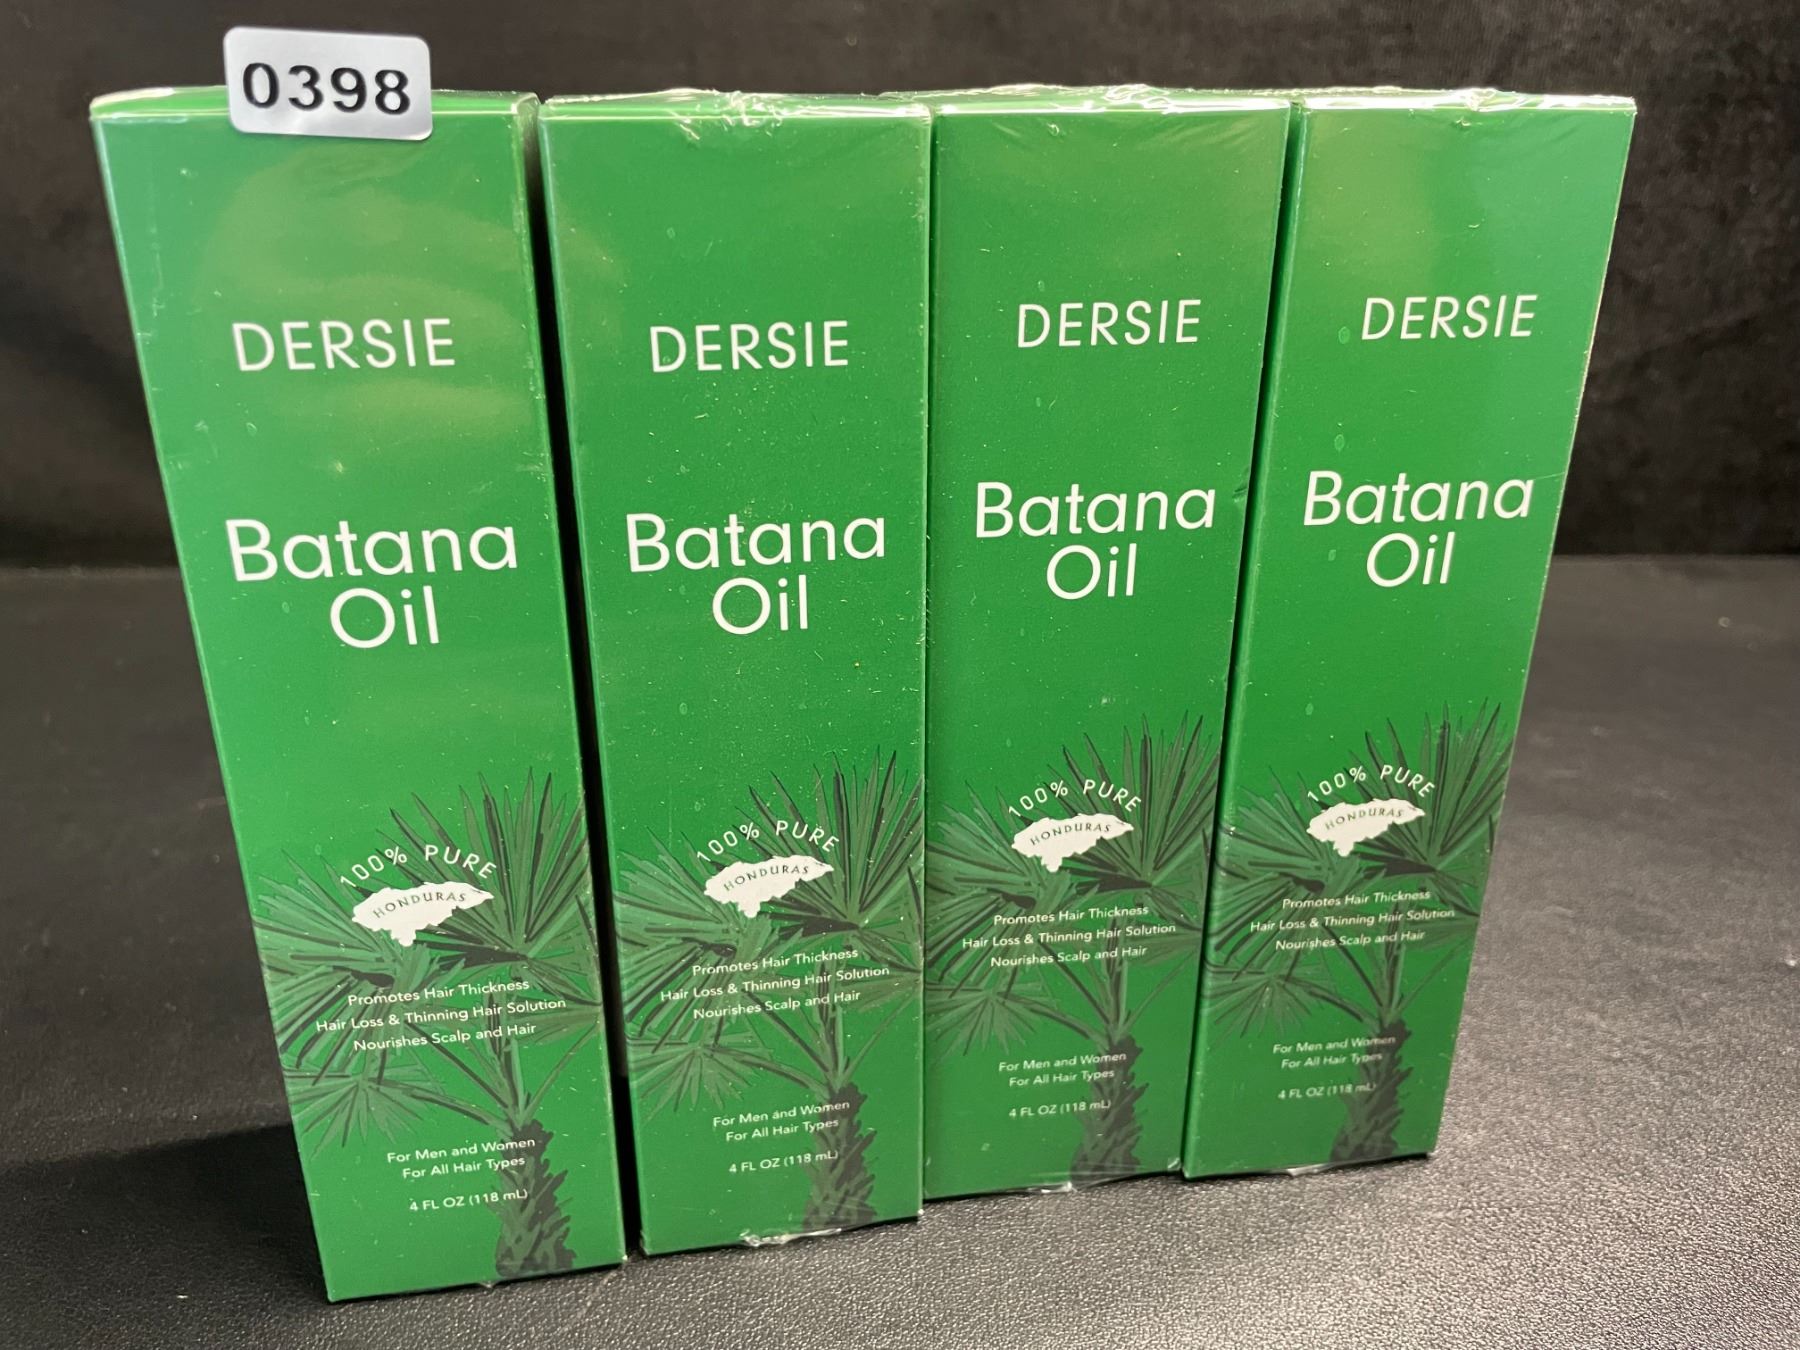 0398
DERSIE
Batana
Oil
100% PURE
HONDURAS
Promotes Hair Thickness
Hair Loss & Thinning Hair Solution
Nourishes Scalp and Hair
For Men and Women
For All Hair Types
4 FL OZ (118 mL)
DERSIE
Batana
Oil
100% PURE
HONDURAS
Promotes Hair Thickness
Hair Loss & Thinning Hair Solution
Nourishes Scalp and Hair
For Men and Women
For All Hair Types
4 FL OZ (118 mL)
DERSIE
Batana
Oil
100% PURE
HONDURAS
Promotes Hair Thickness
Hair Loss & Thinning Hair Solution
Nourishes Scalp and Hair
For Men and Women
For All Hair Types
4 FL OZ (118 mL)
DERSIE
Batana
Oil
100% PURE
HONDURAS
Promotes Hair Thickness
Hair Loss & Thinning Hair Solution
Nourishes Scalp and Hair
For Men and Women
For All Hair Types
4 FL OZ (118 mL)